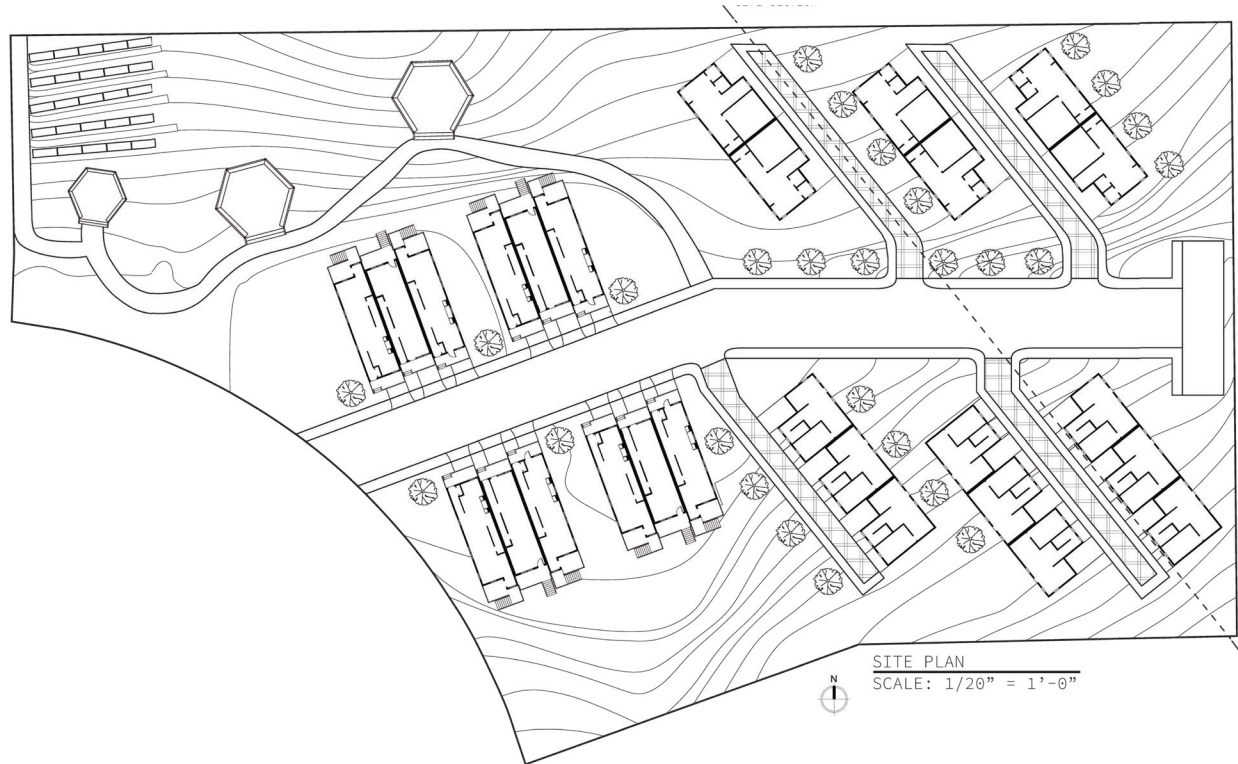 N
SITE PLAN
SCALE: 1/20” = 1’-0”